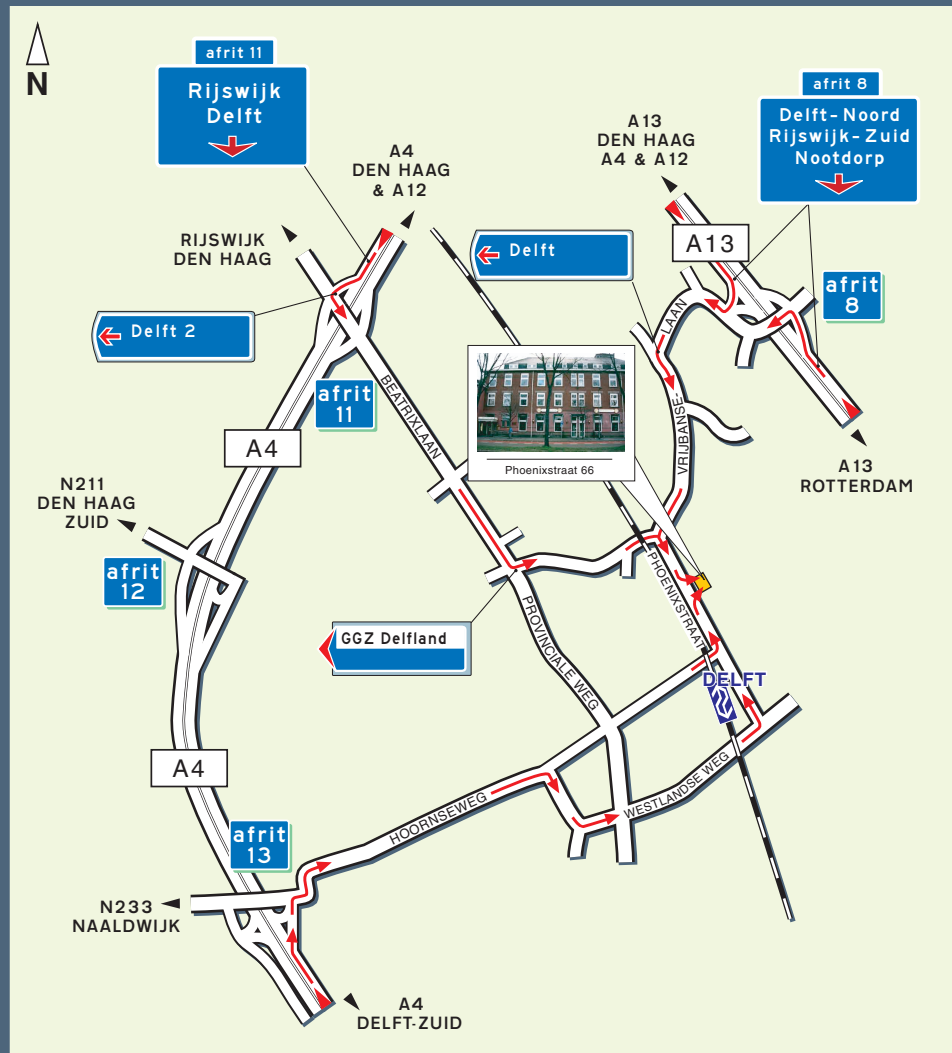 N
afrit 11
Rijswijk
Delft
A4
DEN HAAG
& A12
RIJSWIJK
DEN HAAG
Delft 2
Delft
A13
DEN HAAG
A4 & A12
afrit 8
Delft-Noord
Rijswijk-Zuid
Nootdorp
A13
afrit
8
LAAN
VRIJBANSE-
A13
ROTTERDAM
afrit
11
BEATRIXLAAN
A4
Phoenixstraat 66
N211
DEN HAAG
ZUID
afrit
12
PHOENIXSTRAAT
GGZ Delfland
PROVINCIALE WEG
DELFT
A4
WESTLANDSE WEG
HOORNSEWEG
afrit
13
N233
NAALDWIJK
A4
DELFT-ZUID